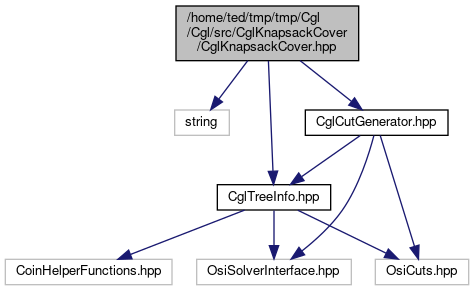 /home/ted/tmp/tmp/Cgl
/Cgl/src/CglKnapsackCover
/CglKnapsackCover.hpp
string
CglCutGenerator.hpp
CglTreeInfo.hpp
CoinHelperFunctions.hpp
OsiSolverInterface.hpp
OsiCuts.hpp